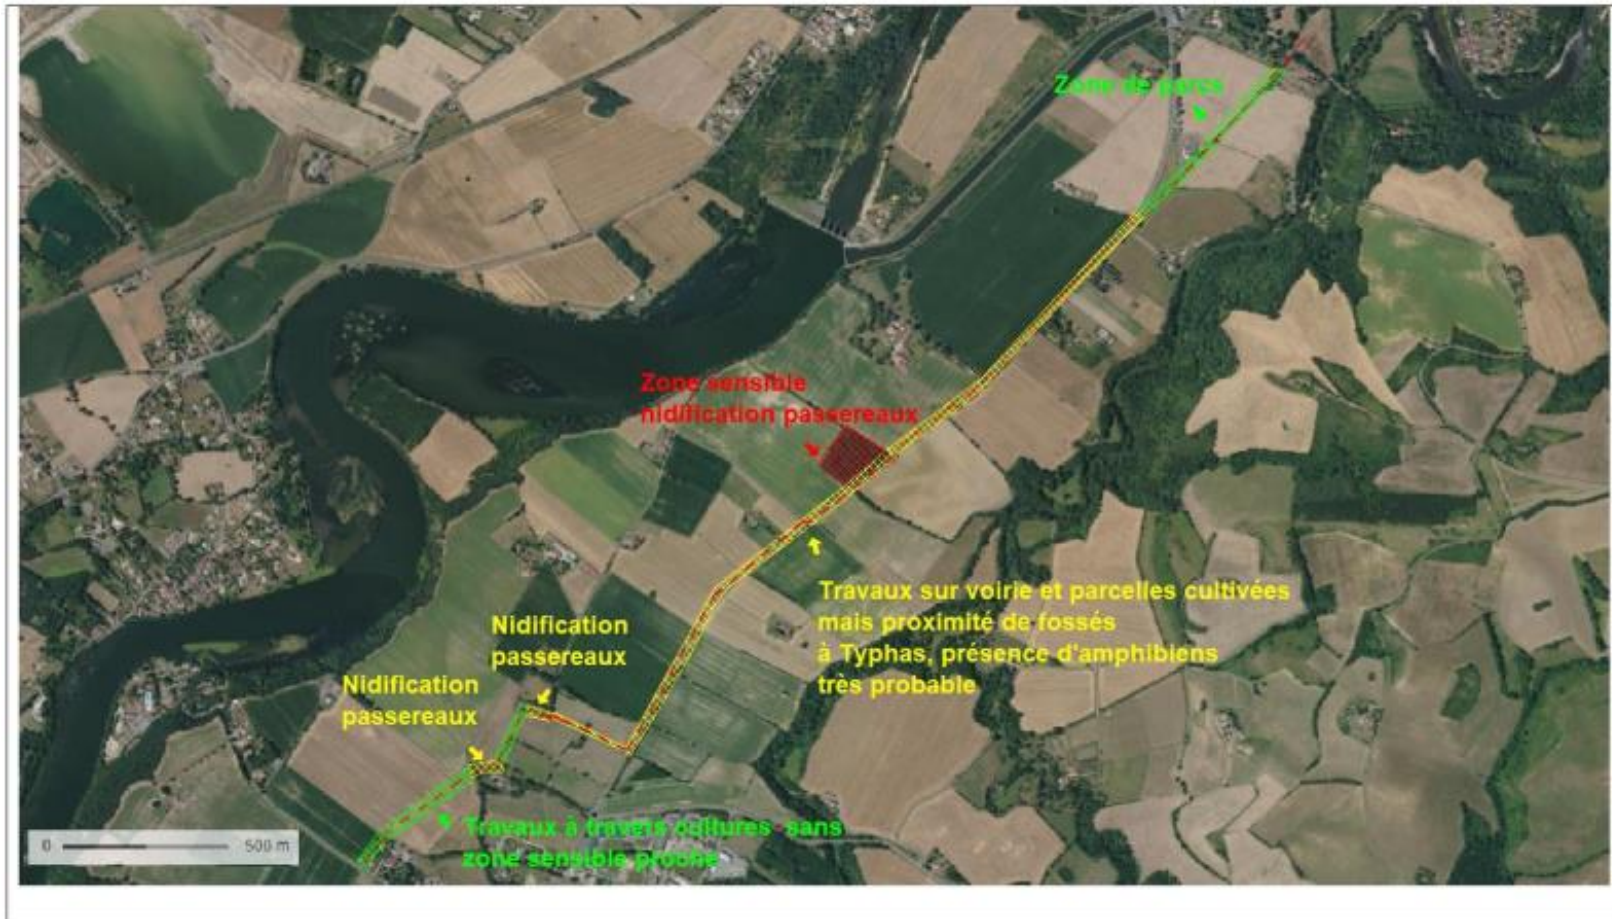 Zone de parcs
Zone sensible
nidification passereaux
Travaux sur voirie et parcelles cultivées
mais proximité de fossés
à Typhas, présence d'amphibiens
très probable
Nidification
passereaux
Nidification
passereaux
Travaux à travers cultures sans
zone sensible proche
0 500 m